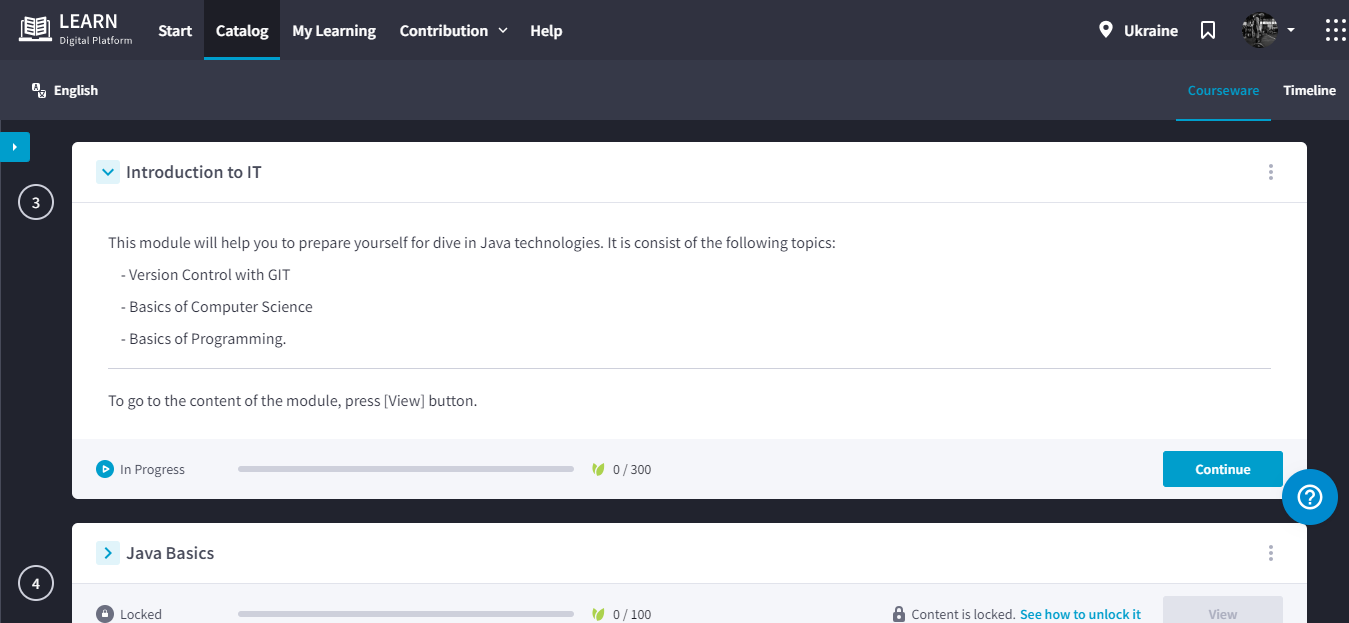 LEARN
Digital Platform
Start
Catalog
My Learning
Contribution
Help
Ukraine
English
Courseware
Timeline
3
Introduction to IT
This module will help you to prepare yourself for dive in Java technologies. It is consist of the following topics:
- Version Control with GIT
- Basics of Computer Science
- Basics of Programming.
To go to the content of the module, press [View] button.
In Progress
0 / 300
Continue
4
Java Basics
Locked
0 / 100
Content is locked. See how to unlock it
View